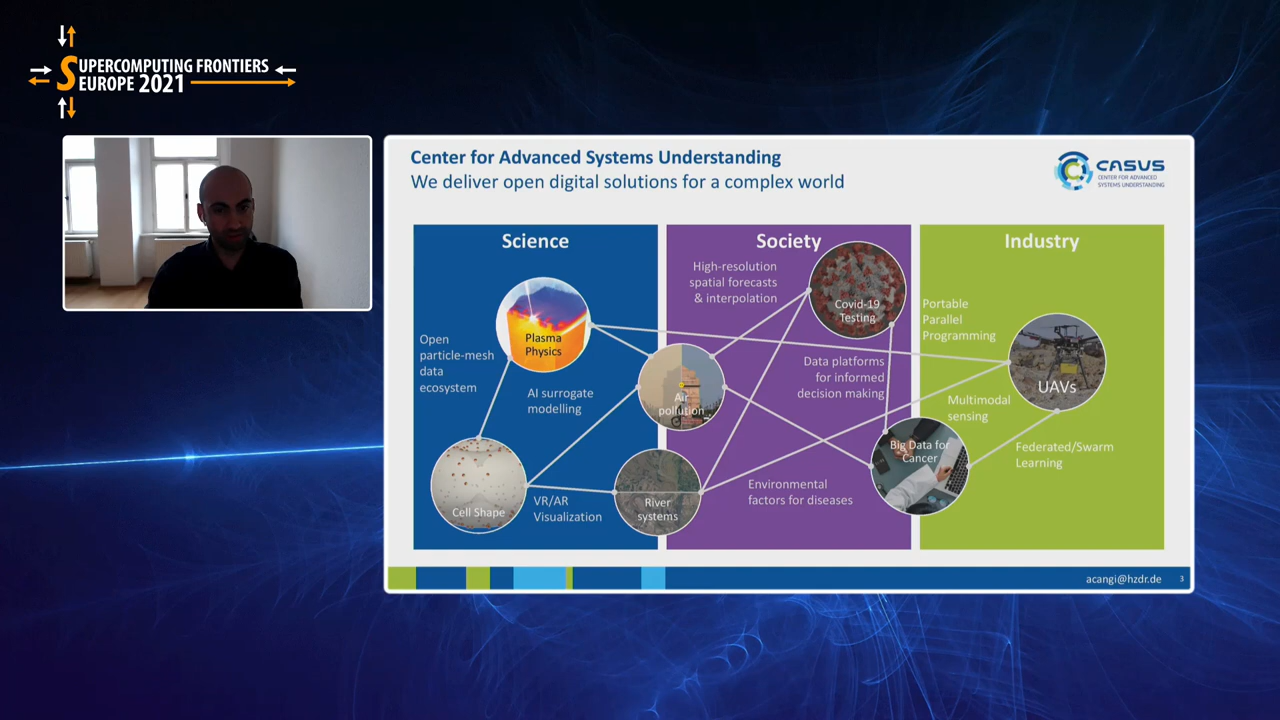 SUPERCOMPUTING FRONTIERS
EUROPE 2021
Center for Advanced Systems Understanding
We deliver open digital solutions for a complex world
CASUS
CENTER FOR ADVANCED
SYSTEMS UNDERSTANDING
Science
Plasma
Physics
Open
particle-mesh
data
ecosystem
AI surrogate
modelling
Cell Shape
VR/AR
Visualization
River
systems
Air
pollution
Society
High-resolution
spatial forecasts
& interpolation
Covid-19
Testing
Data platforms
for informed
decision making
Big Data for
Cancer
Environmental
factors for diseases
Industry
Portable
Parallel
Programming
UAVs
Multimodal
sensing
Federated/Swarm
Learning
acangi@hzdr.de 3